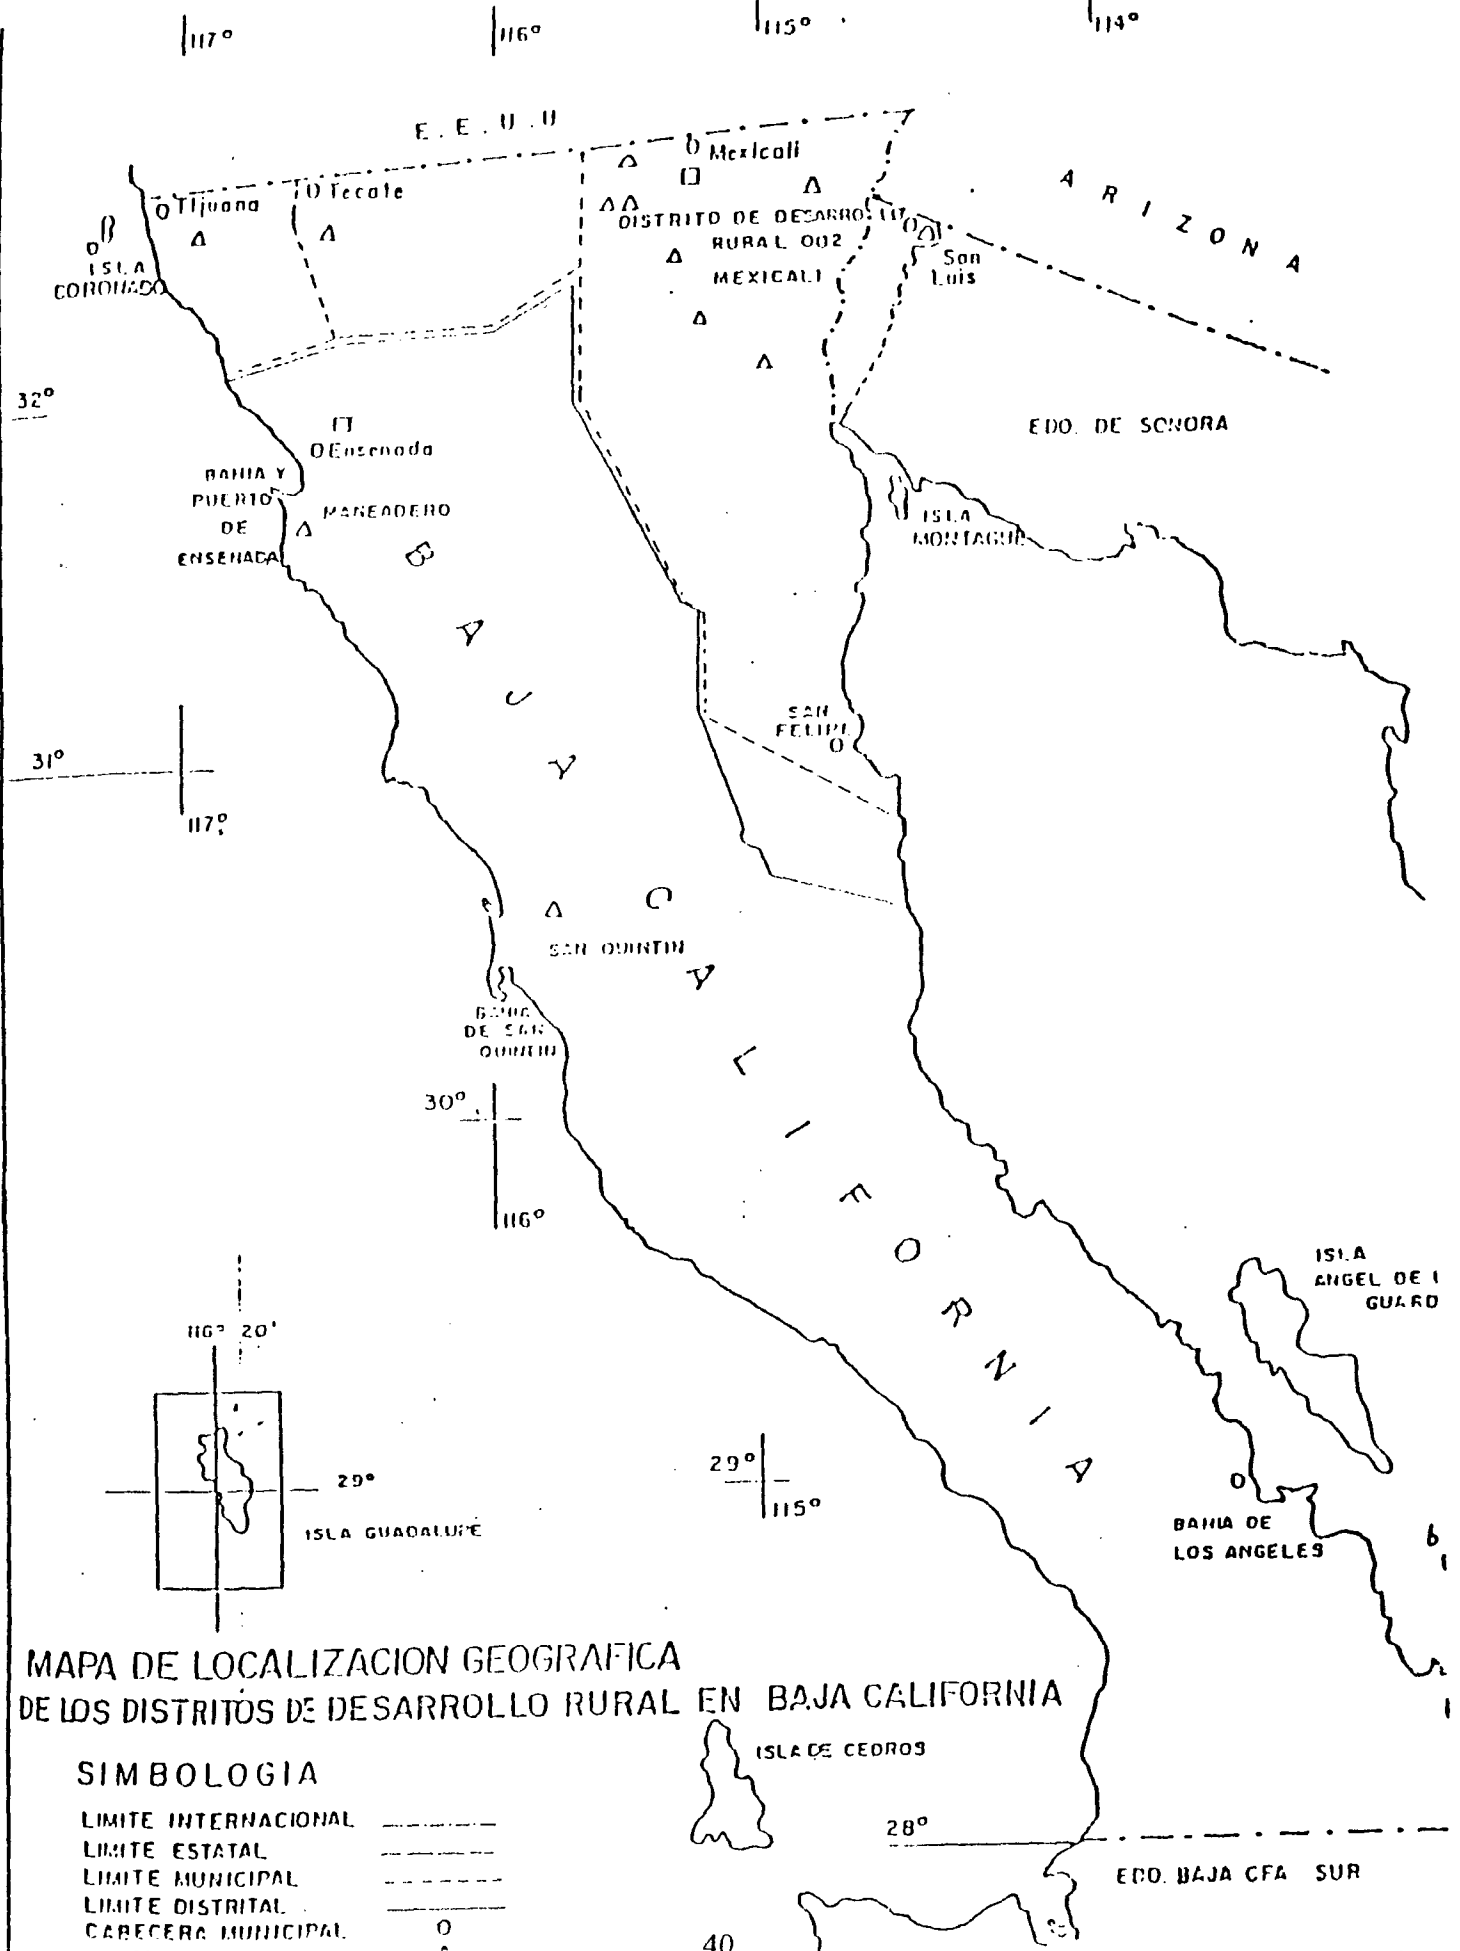 117°
116°
115°
114°
E.E.U.U
Mexicali
Tijuana
Tecate
ARIZONA
DISTRITO DE DESARROLLO
RURAL 002
MEXICALI
San
Luis
ISLA
CORONADO
32°
EDO. DE SONORA
Ensenada
BAHIA Y
PUERTO
DE
ENSENADA
MANEADERO
ISLA
MONTAGUE
BAJA CALIFORNIA
SAN
FELIPE
31°
117°
SAN QUINTIN
BAHIA
DE SAN
QUINTIN
30°
116°
ISLA
ANGEL DE L
GUARD
116° 20'
29°
ISLA GUADALUPE
29°
115°
BAHIA DE
LOS ANGELES
MAPA DE LOCALIZACION GEOGRAFICA
DE LOS DISTRITOS DE DESARROLLO RURAL EN BAJA CALIFORNIA
ISLA DE CEDROS
SIMBOLOGIA
LIMITE INTERNACIONAL
LIMITE ESTATAL
LIMITE MUNICIPAL
LIMITE DISTRITAL
CABECERA MUNICIPAL
28°
EDO. BAJA CFA SUR
40